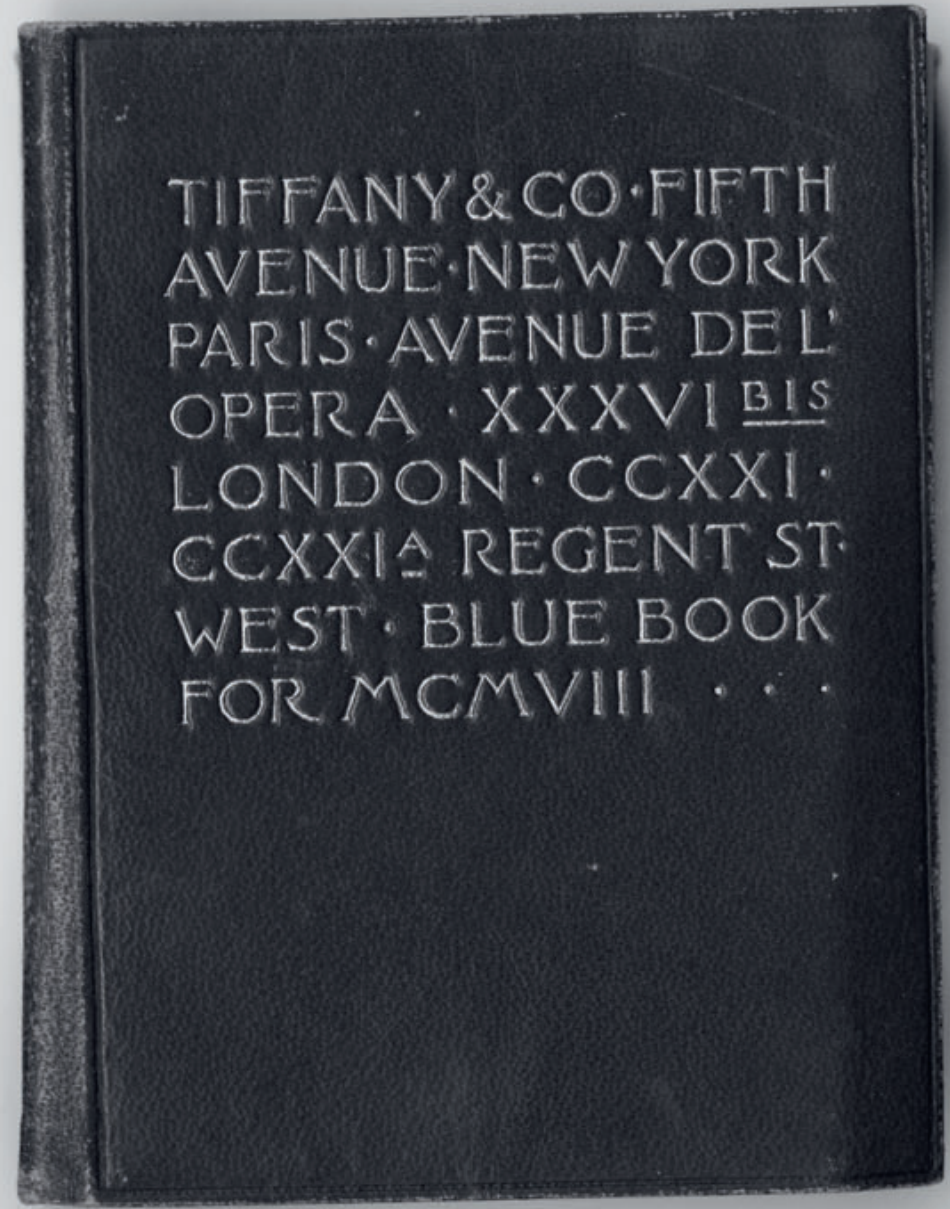 TIFFANY & CO · FIFTH
AVENUE · NEW YORK
PARIS · AVENUE DE L'
OPERA · XXXVI BIS
LONDON · CCXXI ·
CCXXIA REGENT ST·
WEST · BLUE BOOK
FOR MCMVIII · · ·